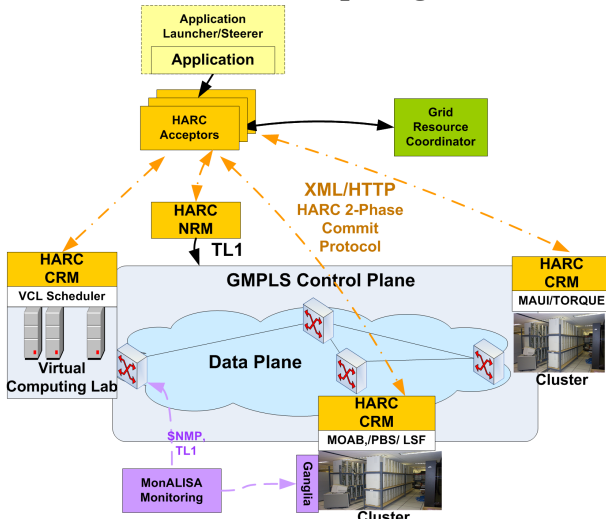 Application
Launcher/Steerer
Application
HARC
Acceptors
Grid
Resource
Coordinator
XML/HTTP
HARC 2-Phase
Commit
Protocol
HARC
NRM
TL1
HARC
CRM
VCL Scheduler
Virtual
Computing Lab
GMPLS Control Plane
Data Plane
HARC
CRM
MAUI/TORQUE
Cluster
HARC
CRM
MOAB,/PBS/ LSF
Ganglia
Cluster
SNMP,
TL1
MonALISA
Monitoring